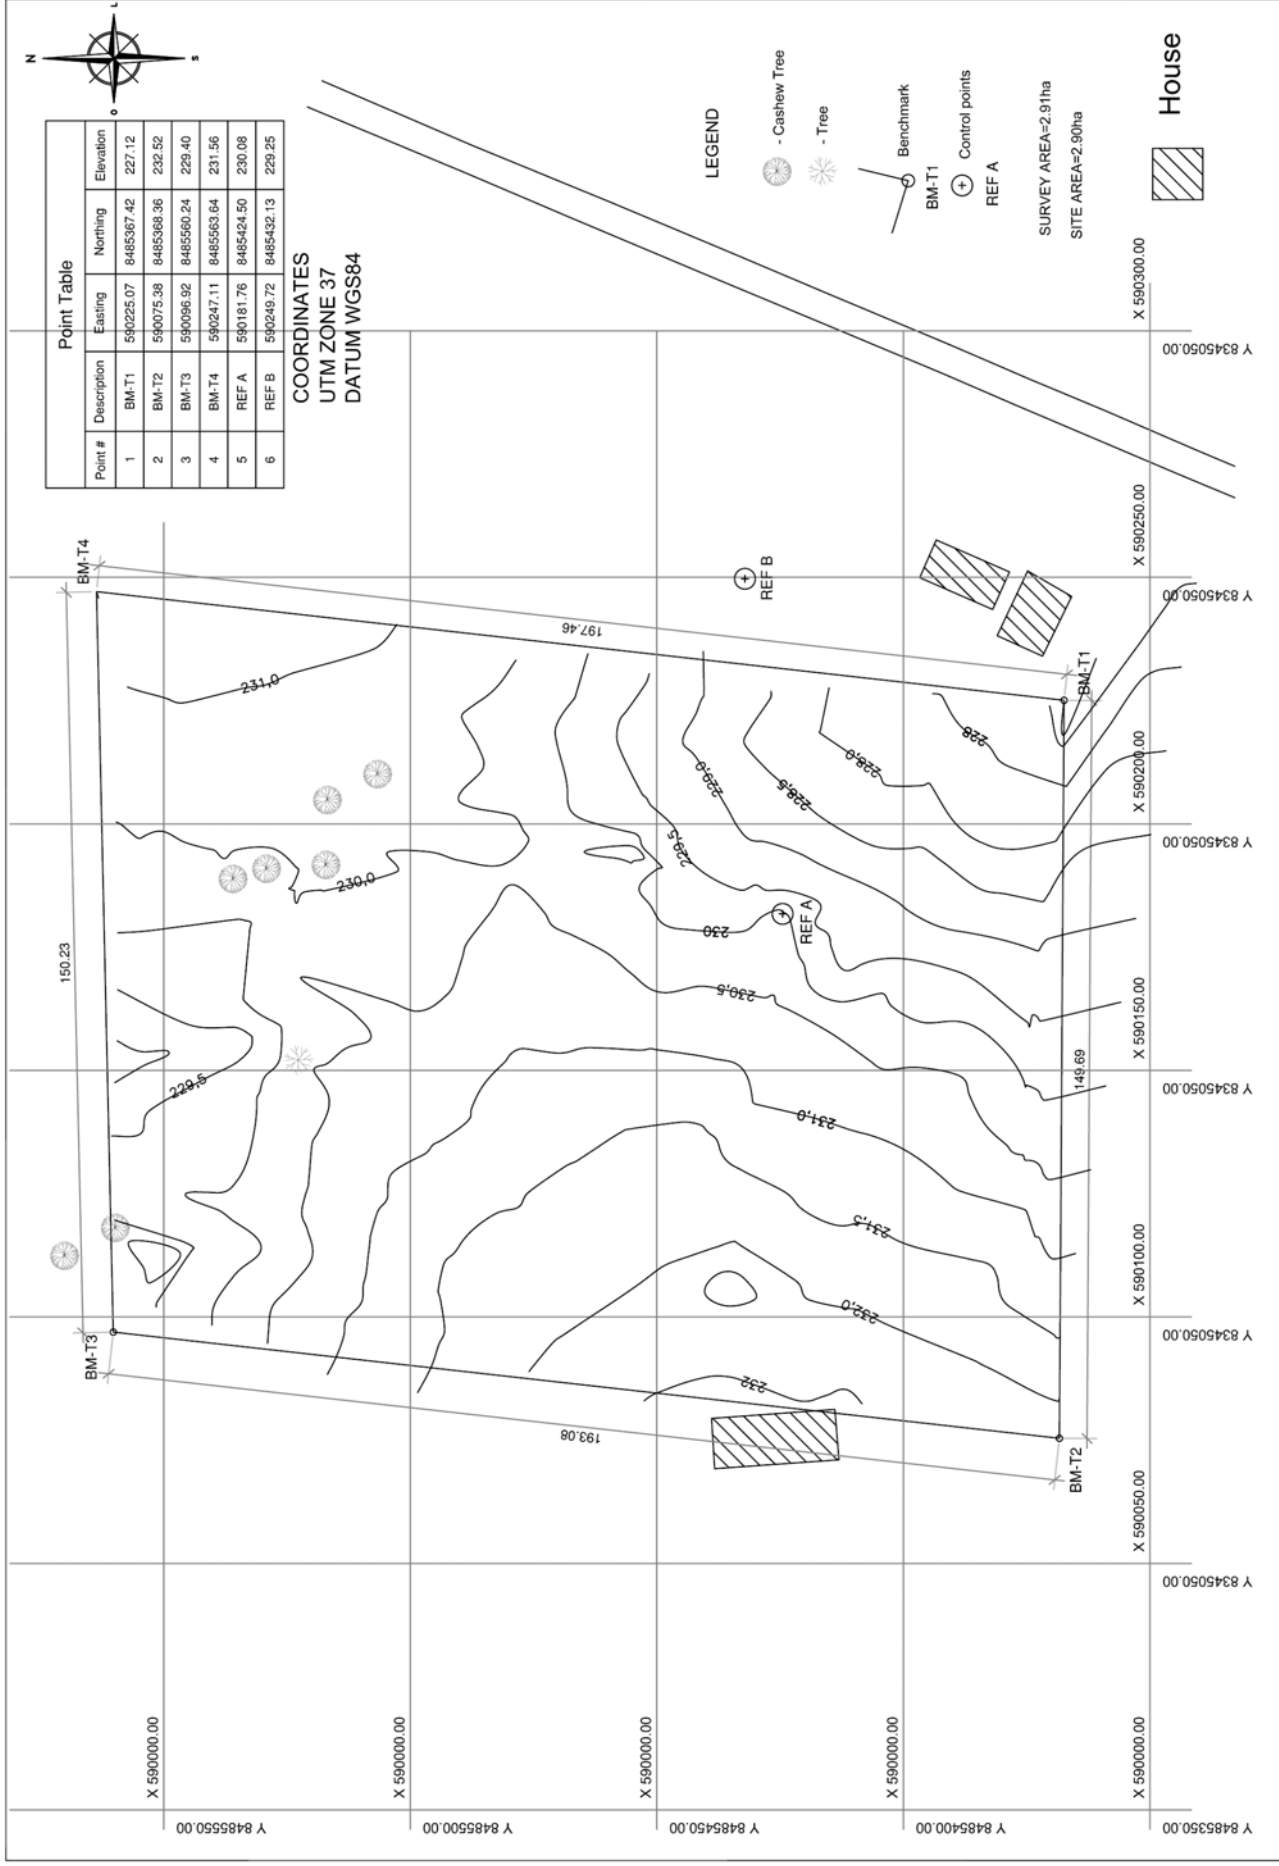 N
L
S
O
Point Table
Point # Description Easting Northing Elevation
1 BM-T1 590225.07 8485367.42 227.12
2 BM-T2 590075.38 8485368.36 232.52
3 BM-T3 590096.92 8485560.24 229.40
4 BM-T4 590247.11 8485563.64 231.56
5 REF A 590181.76 8485424.50 230.08
6 REF B 590249.72 8485432.13 229.25
COORDINATES
UTM ZONE 37
DATUM WGS84
LEGEND
- Cashew Tree
- Tree
Benchmark
BM-T1
Control points
REF A
SURVEY AREA=2.91ha
SITE AREA=2.90ha
House
BM-T3
150.23
BM-T4
193.08
197.46
BM-T2
149.69
BM-T1
REF A
REF B
231,0
230,0
229,5
229,5
229,0
228,5
228,0
228
230
230,5
231,0
231,5
232,0
232
X 590000.00
X 590000.00
X 590000.00
X 590000.00
X 590000.00
X 590050.00
X 590100.00
X 590150.00
X 590200.00
X 590250.00
X 590300.00
Y 8485550.00
Y 8485500.00
Y 8485450.00
Y 8485400.00
Y 8485350.00
Y 8345050.00
Y 8345050.00
Y 8345050.00
Y 8345050.00
Y 8345050.00
Y 8345050.00